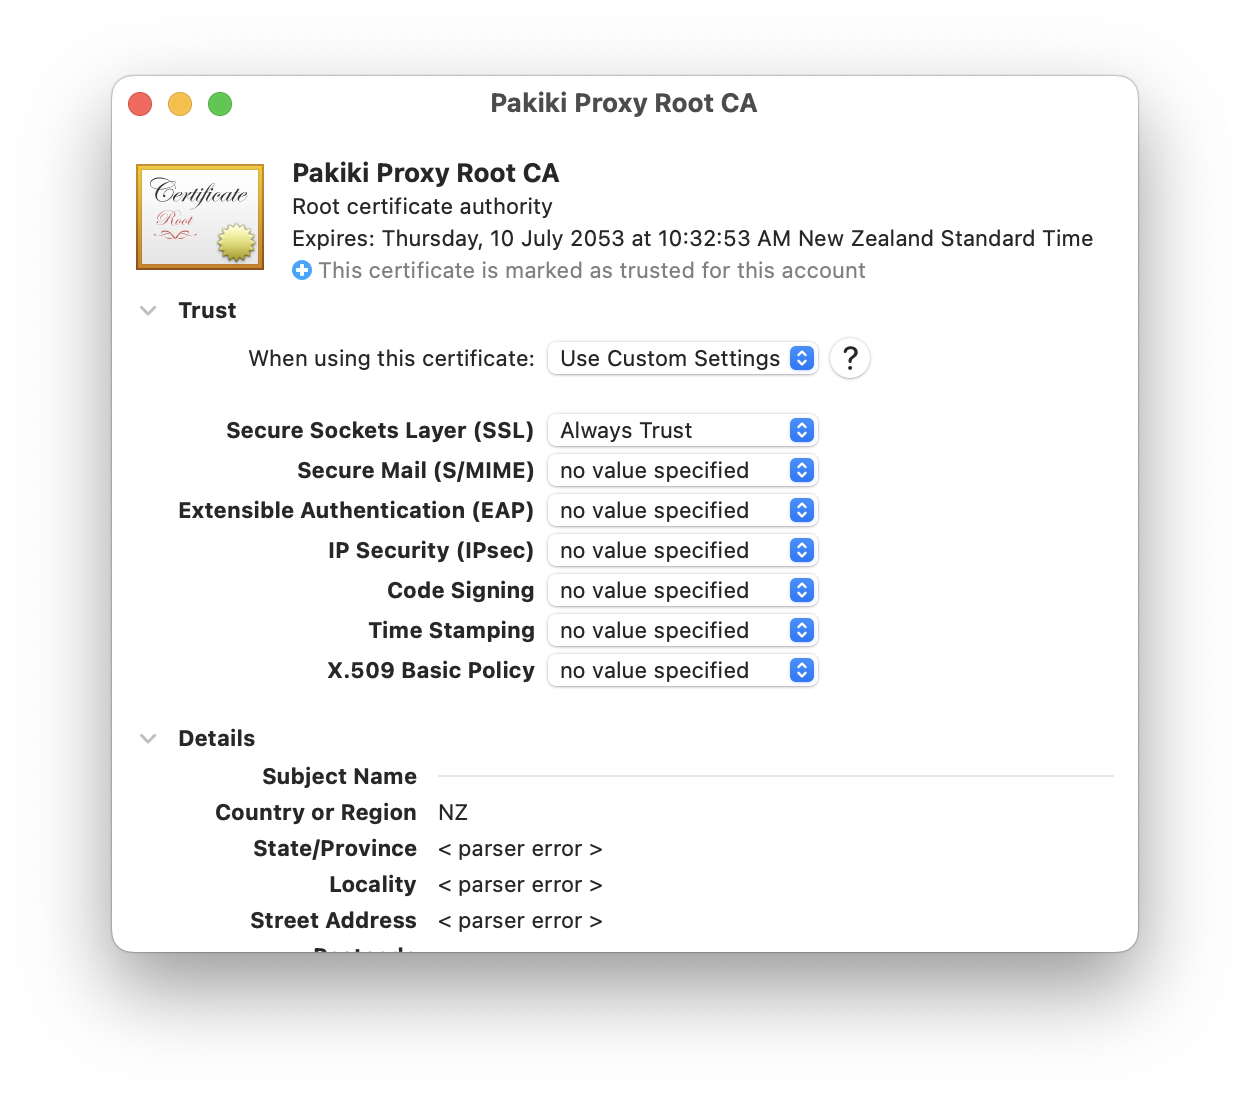 Pakiki Proxy Root CA
Certificate
Root
Pakiki Proxy Root CA
Root certificate authority
Expires: Thursday, 10 July 2053 at 10:32:53 AM New Zealand Standard Time
This certificate is marked as trusted for this account
Trust
When using this certificate: Use Custom Settings ?
Secure Sockets Layer (SSL) Always Trust
Secure Mail (S/MIME) no value specified
Extensible Authentication (EAP) no value specified
IP Security (IPsec) no value specified
Code Signing no value specified
Time Stamping no value specified
X.509 Basic Policy no value specified
Details
Subject Name
Country or Region NZ
State/Province < parser error >
Locality < parser error >
Street Address < parser error >